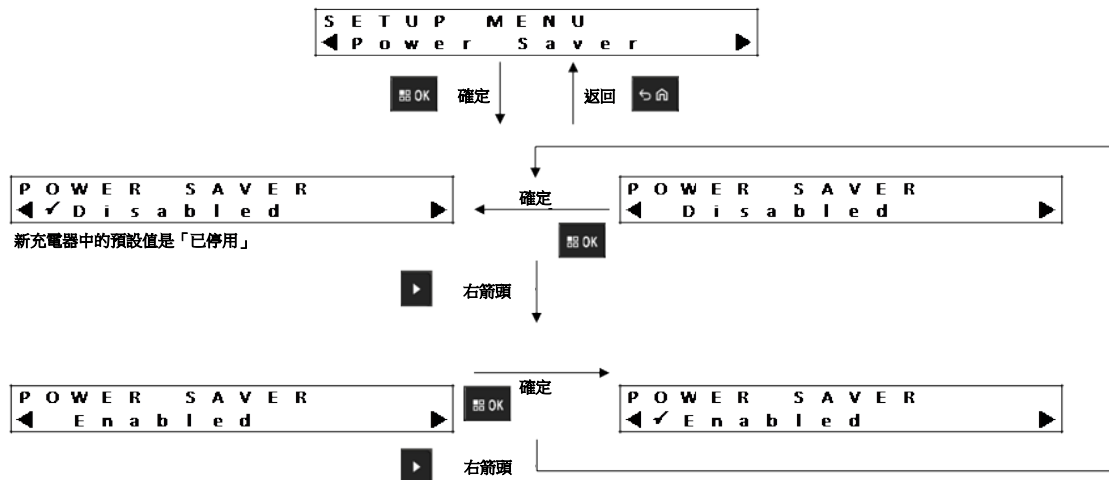 SETUP MENU
◀ Power Saver ▶
OK 確定 返回
POWER SAVER
◀ ✓ Disabled ▶
新充電器中的預設值是「已停用」
確定
OK
POWER SAVER
◀ Disabled ▶
右箭頭
POWER SAVER
◀ Enabled ▶
OK 確定
POWER SAVER
◀ ✓ Enabled ▶
右箭頭